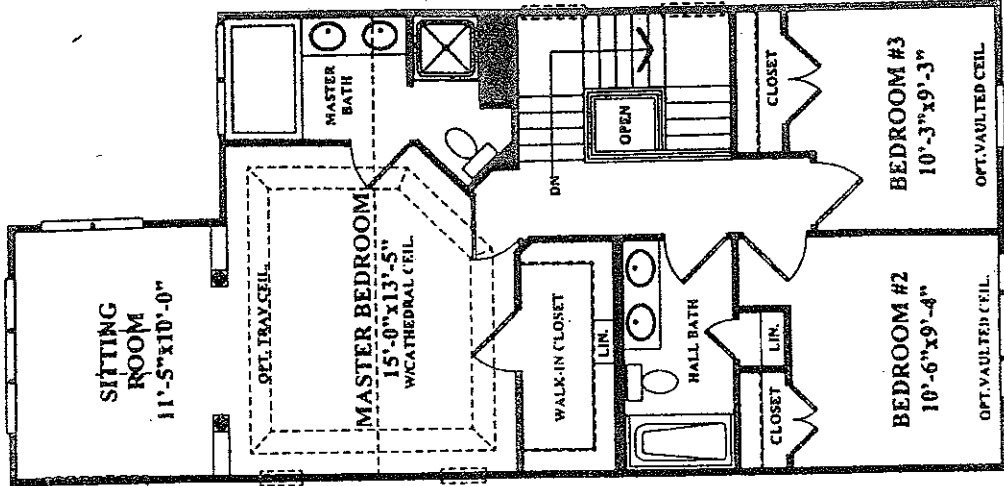 SITTING
ROOM
11'-5"x10'-0"
OPT. TRAY CEIL.
MASTER BEDROOM
15'-0"x13'-5"
W/CATHEDRAL CEIL.
MASTER
BATH
WALK-IN CLOSET
LIN.
DN
OPEN
HALL BATH
LIN.
CLOSET
CLOSET
BEDROOM #2
10'-6"x9'-4"
OPT. VAULTED CEIL.
BEDROOM #3
10'-3"x9'-3"
OPT. VAULTED CEIL.